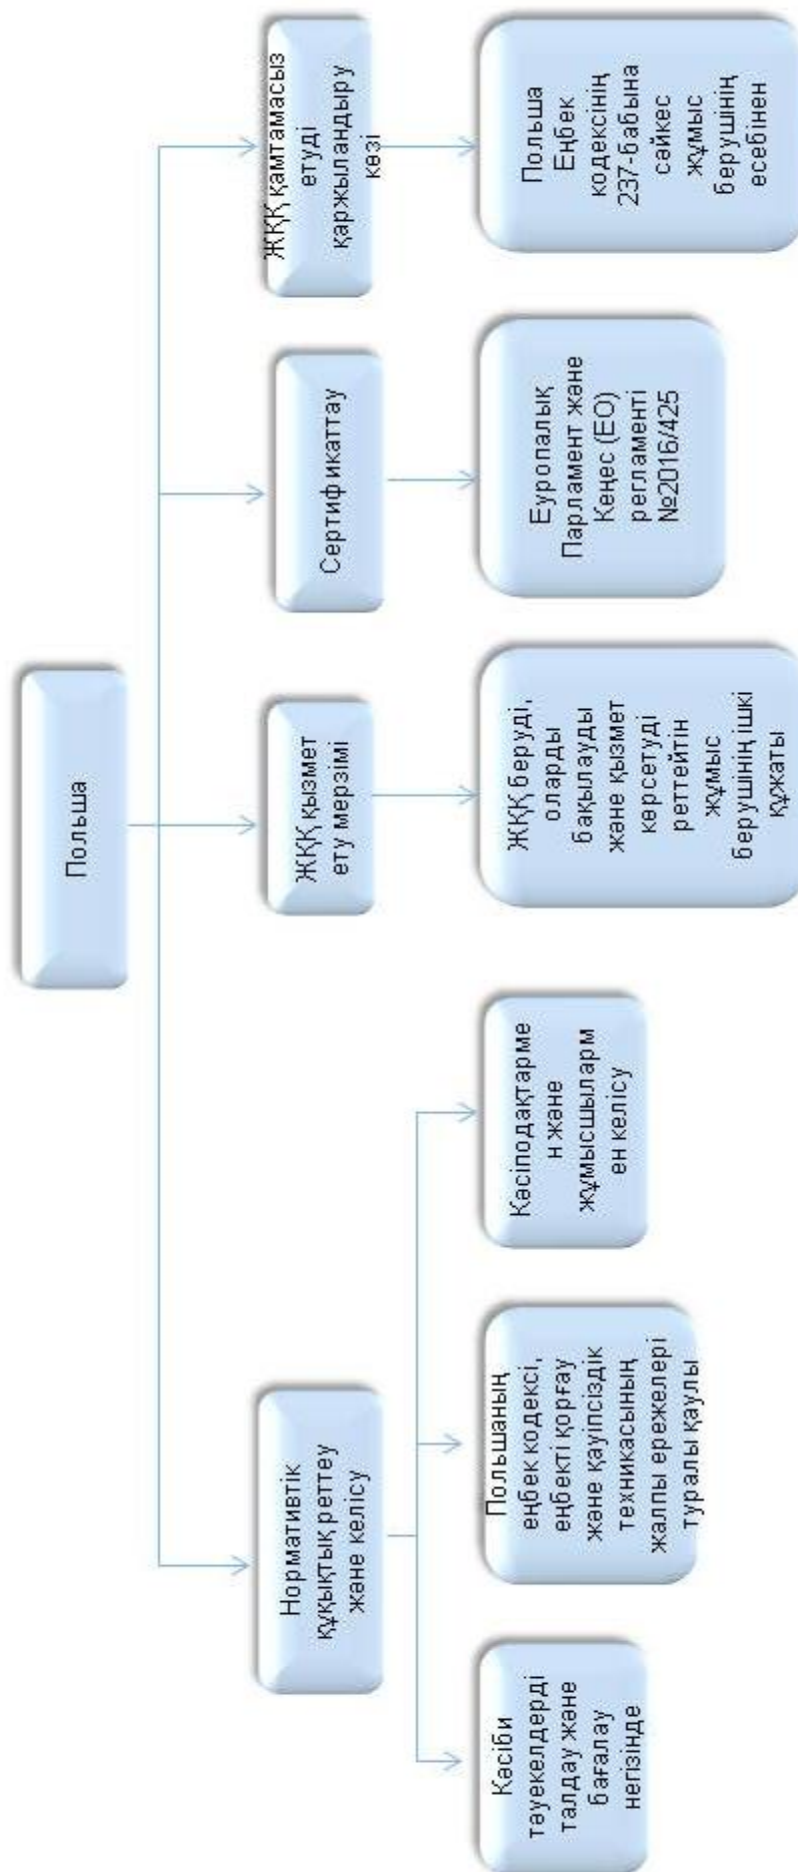 Польша
Нормативтік
құқықтық реттеу
және келісу
ЖҚҚ қызмет
ету мерзімі
Сертификаттау
ЖҚҚ қамтамасыз
етуді
қаржыландыру
көзі
Кәсіби
тәуекелдерді
талдау және
бағалау
негізінде
Польшаның
еңбек кодексі,
еңбекті қорғау
және қауіпсіздік
техникасының
жалпы ережелері
туралы қаулы
Кәсіподақтарме
н және
жұмысшыларм
ен келісу
ЖҚҚ беруді,
оларды
бақылауды
және қызмет
көрсетуді
реттейтін
жұмыс
берушінің ішкі
құжаты
Еуропалық
Парламент және
Кеңес (ЕО)
регламенті
№2016/425
Польша
Еңбек
кодексінің
237-бабына
сәйкес
жұмыс
берушінің
есебінен